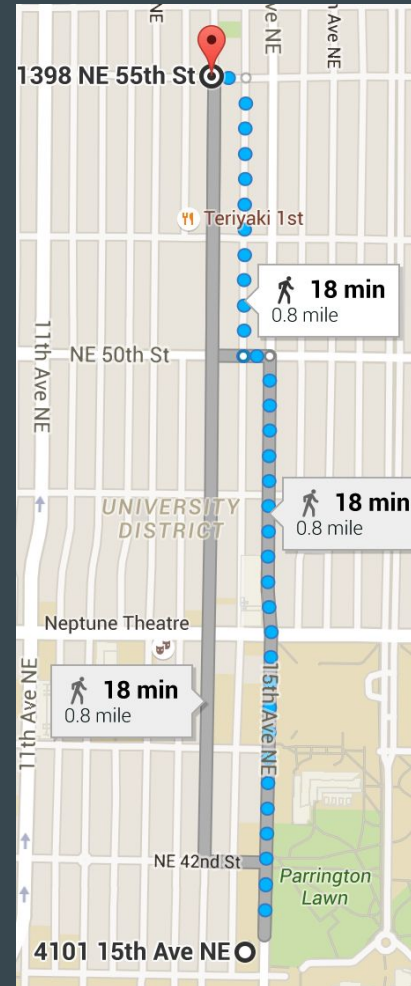 NE
ve NE
Ave NE
1398 NE 55th St
Teriyaki 1st
18 min
0.8 mile
11th Ave NE
NE 50th St
UNIVERSITY
DISTRICT
18 min
0.8 mile
Neptune Theatre
18 min
0.8 mile
11th Ave NE
15th Ave NE
NE 42nd St
Parrington
Lawn
4101 15th Ave NE